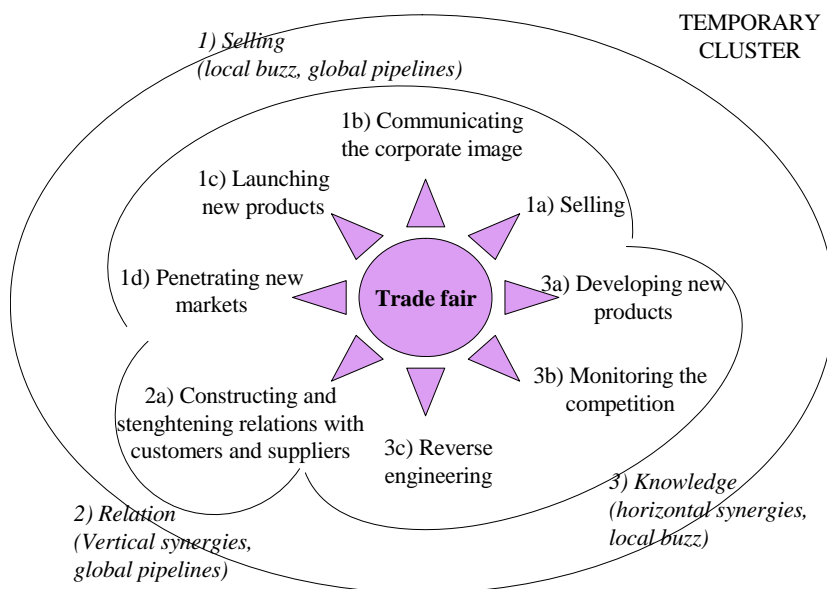 TEMPORARY
CLUSTER
1) Selling
(local buzz, global pipelines)
1b) Communicating
the corporate image
1c) Launching
new products
1a) Selling
1d) Penetrating new
markets
Trade fair
3a) Developing new
products
2a) Constructing and
stenghtening relations with
customers and suppliers
3b) Monitoring the
competition
3c) Reverse
engineering
2) Relation
(Vertical synergies,
global pipelines)
3) Knowledge
(horizontal synergies,
local buzz)